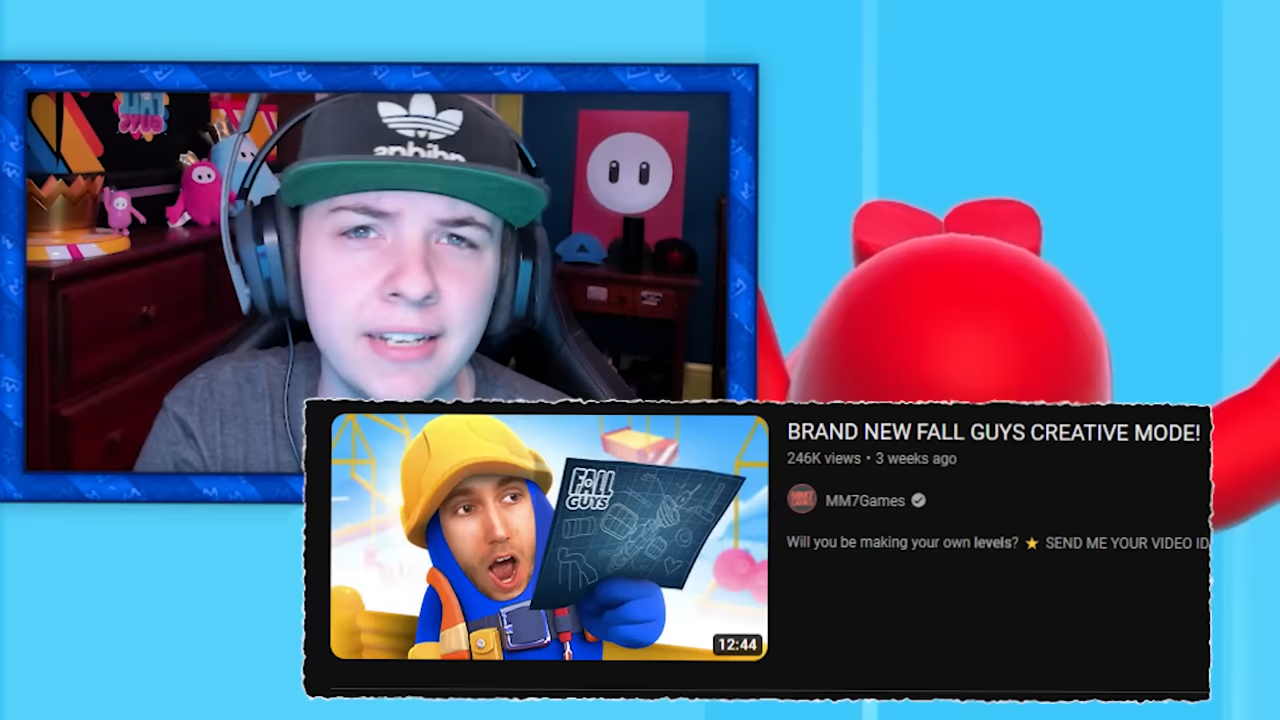 BRAND NEW FALL GUYS CREATIVE MODE!
246K views • 3 weeks ago
MM7Games
Will you be making your own levels? ⭐ SEND ME YOUR VIDEO ID
FALL
GUYS
12:44